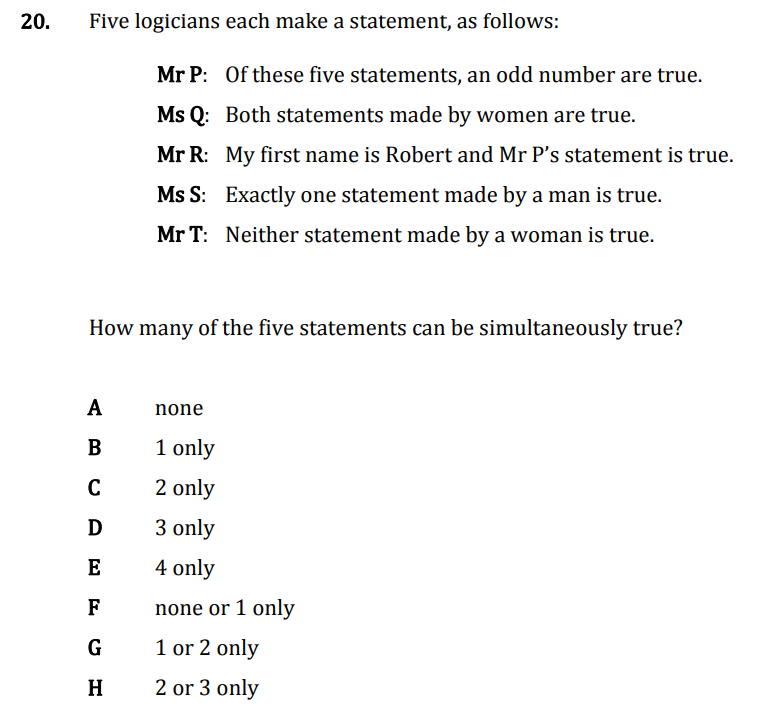 20. Five logicians each make a statement, as follows:
Mr P: Of these five statements, an odd number are true.
Ms Q: Both statements made by women are true.
Mr R: My first name is Robert and Mr P’s statement is true.
Ms S: Exactly one statement made by a man is true.
Mr T: Neither statement made by a woman is true.
How many of the five statements can be simultaneously true?
A none
B 1 only
C 2 only
D 3 only
E 4 only
F none or 1 only
G 1 or 2 only
H 2 or 3 only